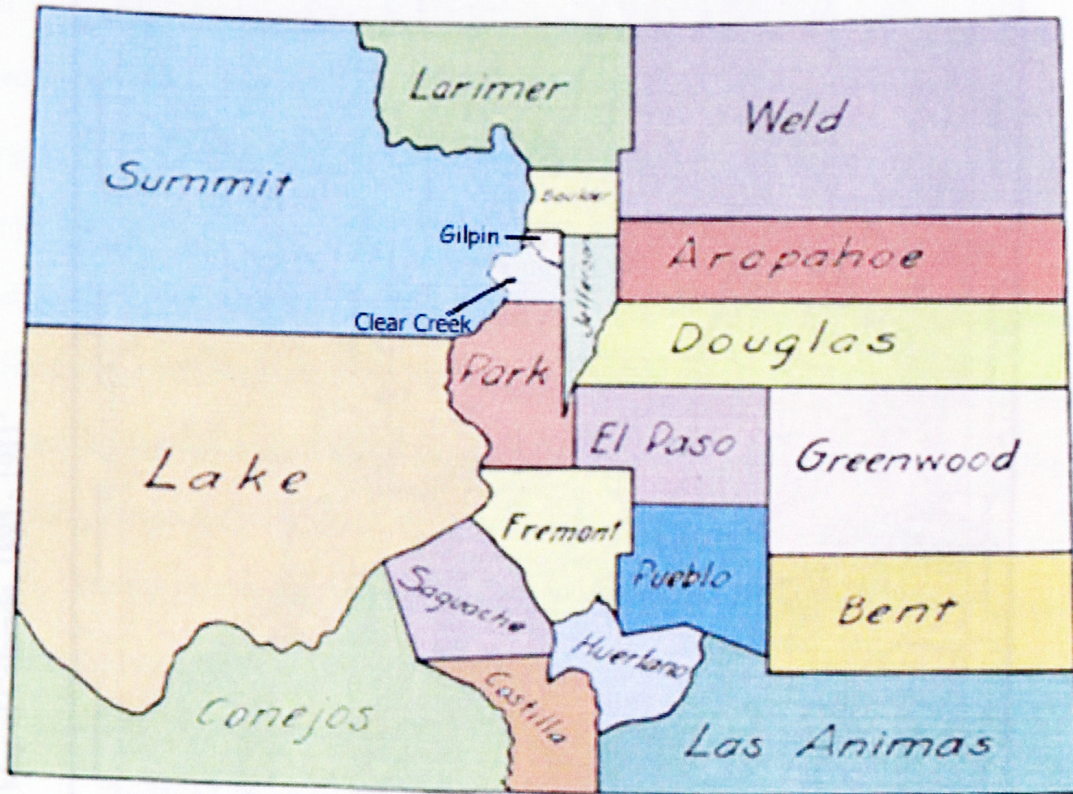 Larimer
Weld
Summit
Boulder
Gilpin
Arapahoe
Jefferson
Clear Creek
Douglas
Park
El Paso
Greenwood
Lake
Fremont
Saguache
Pueblo
Bent
Huerfano
Castilla
Conejos
Las Animas